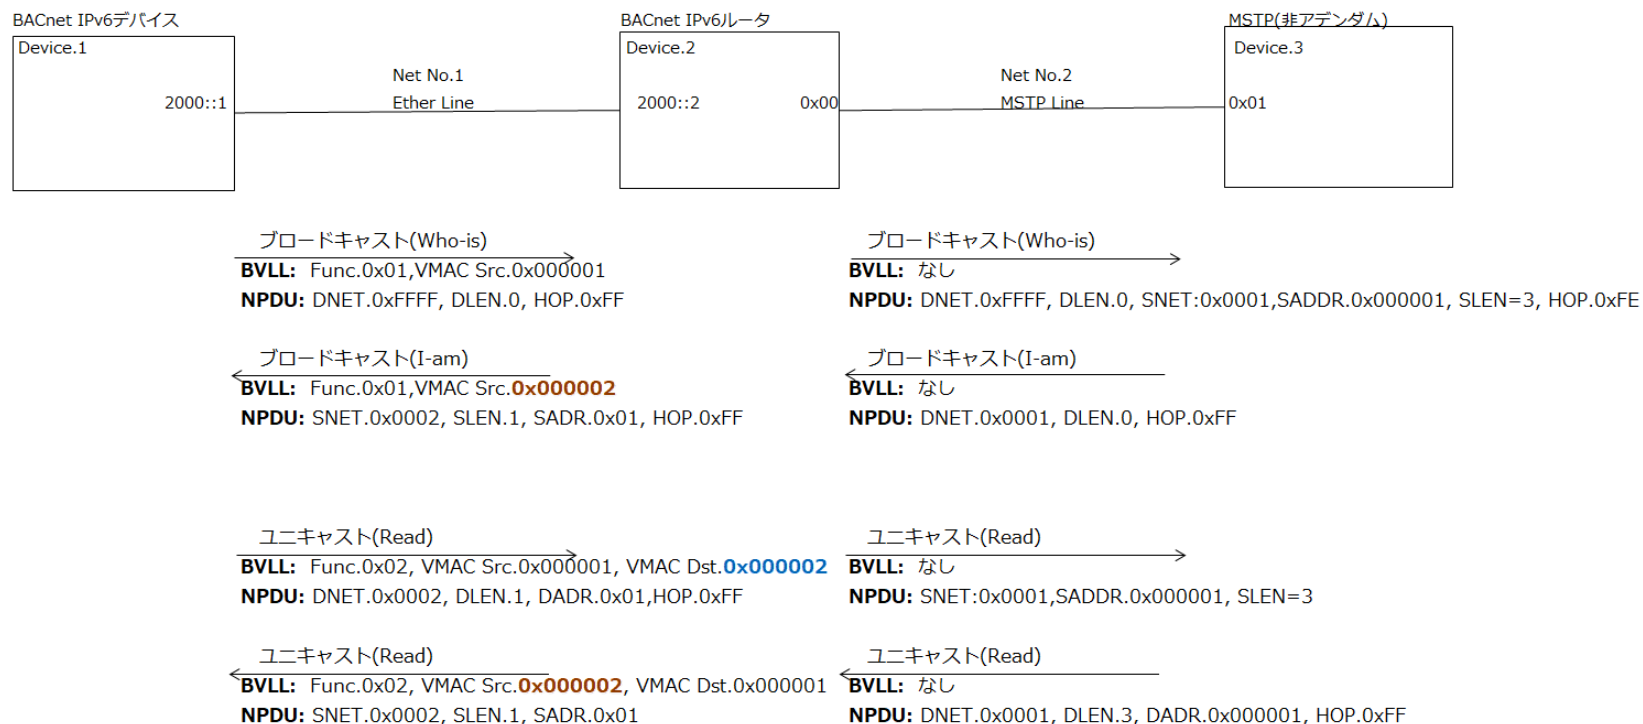 BACnet IPv6デバイス
BACnet IPv6ルータ
MSTP(非アデンダム)
Device.1
Device.2
Device.3
Net No.1
Net No.2
2000::1
Ether Line
2000::2
0x00
MSTP Line
0x01
ブロードキャスト(Who-is)
BVLL: Func.0x01,VMAC Src.0x000001
NPDU: DNET.0xFFFF, DLEN.0, HOP.0xFF
ブロードキャスト(Who-is)
BVLL: なし
NPDU: DNET.0xFFFF, DLEN.0, SNET:0x0001,SADDR.0x000001, SLEN=3, HOP.0xFE
ブロードキャスト(I-am)
BVLL: Func.0x01,VMAC Src.0x000002
NPDU: SNET.0x0002, SLEN.1, SADR.0x01, HOP.0xFF
ブロードキャスト(I-am)
BVLL: なし
NPDU: DNET.0x0001, DLEN.0, HOP.0xFF
ユニキャスト(Read)
BVLL: Func.0x02, VMAC Src.0x000001, VMAC Dst.0x000002
NPDU: DNET.0x0002, DLEN.1, DADR.0x01,HOP.0xFF
ユニキャスト(Read)
BVLL: なし
NPDU: SNET:0x0001,SADDR.0x000001, SLEN=3
ユニキャスト(Read)
BVLL: Func.0x02, VMAC Src.0x000002, VMAC Dst.0x000001
NPDU: SNET.0x0002, SLEN.1, SADR.0x01
ユニキャスト(Read)
BVLL: なし
NPDU: DNET.0x0001, DLEN.3, DADR.0x000001, HOP.0xFF